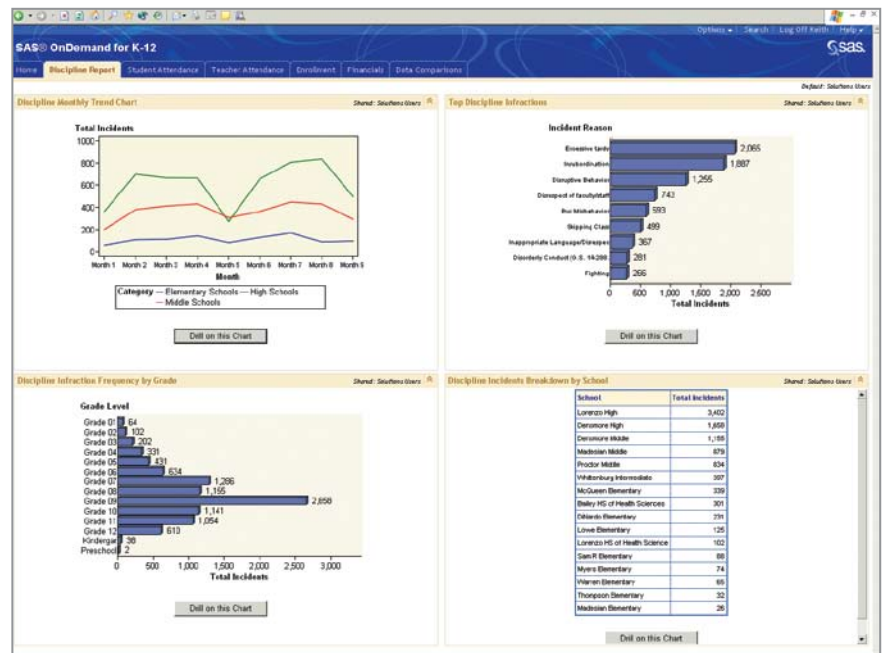 Options Search Log Off Keith Help
SAS® OnDemand for K-12
sas.
Home Discipline Report Student Attendance Teacher Attendance Enrollment Financials Data Comparisons
Default: Solutions Users
Discipline Monthly Trend Chart Shared: Solutions Users
Total Incidents
1000
800
600
400
200
0
Month 1 Month 2 Month 3 Month 4 Month 5 Month 6 Month 7 Month 8
Month
Category Elementary Schools High Schools
Middle Schools
Drill on this Chart
Top Discipline Infractions Shared: Solutions Users
Incident Reason
Excessive tardy 2,065
Insubordination 1,887
Disruptive Behavior 1,255
Disrespect of faculty/staff 743
Bus Misbehavior 593
Skipping Class 499
Inappropriate Language/Disrespec 367
Disorderly Conduct (G.S. 281
Fighting 266
0 500 1,000 1,500 2,000 2,500
Total Incidents
Drill on this Chart
Discipline Infraction Frequency by Grade Shared: Solutions Users
Grade Level
Grade 01 64
Grade 02 102
Grade 03 202
Grade 04 331
Grade 05 431
Grade 06 634
Grade 07 1,286
Grade 08 1,155
Grade 09 2,658
Grade 10 1,141
Grade 11 1,054
Grade 12 613
Kindergar 36
Preschool 2
0 500 1,000 1,500 2,000 2,500 3,000
Total Incidents
Drill on this Chart
Discipline Incidents Breakdown by School Shared: Solutions Users
School Total Incidents
Lorenzo High 3,402
Densmore High 1,658
Densmore Middle 1,155
Madesian Middle 879
Proctor Middle 834
Whittenburg Intermediate 397
McQueen Elementary 339
Bailey HS of Health Sciences 301
DiNardo Elementary 231
Lowe Elementary 125
Lorenzo HS of Health Science 102
Sam R Elementary 88
Myers Elementary 74
Warren Elementary 65
Thompson Elementary 32
Madesian Elementary 26
Drill on this Chart